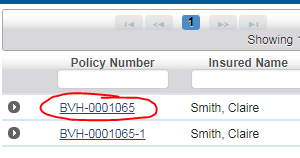 1
Showing 1
Policy Number Insured Name
BVH-0001065 Smith, Claire
BVH-0001065-1 Smith, Claire